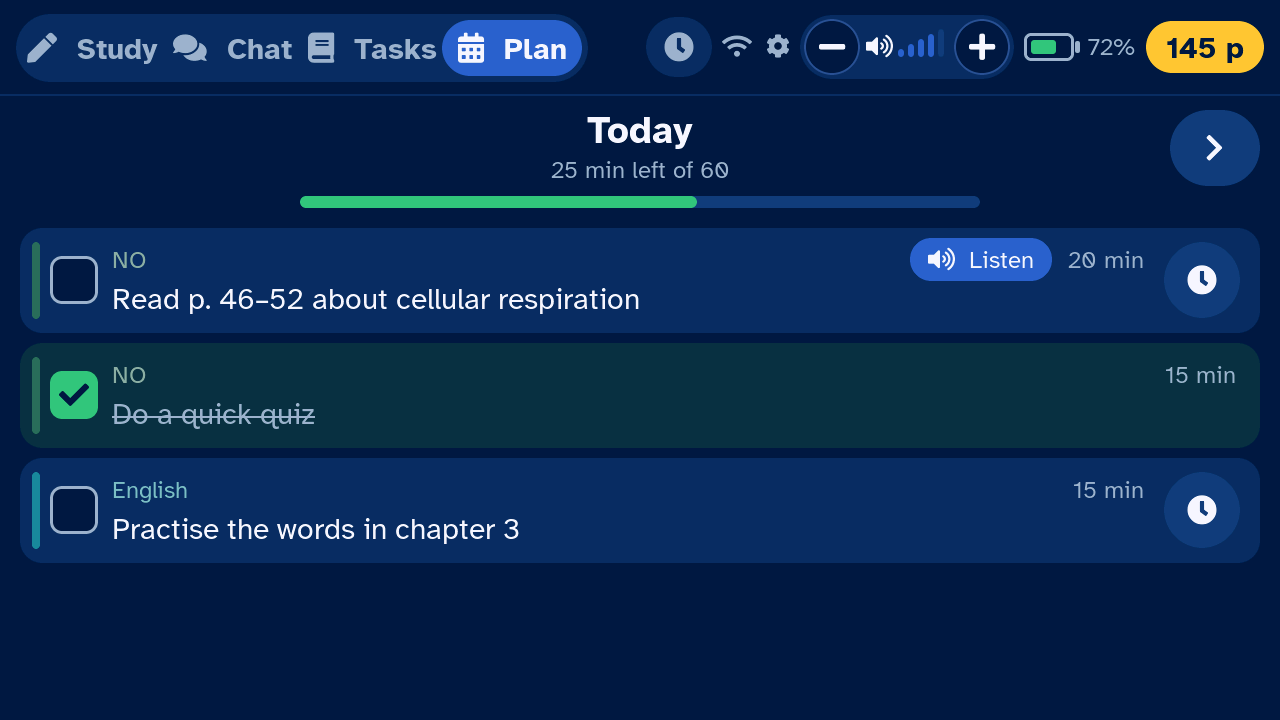 Study Chat Tasks Plan 72% 145 p
Today
25 min left of 60
NO Listen 20 min
Read p. 46–52 about cellular respiration
NO 15 min
Do a quick quiz
English 15 min
Practise the words in chapter 3